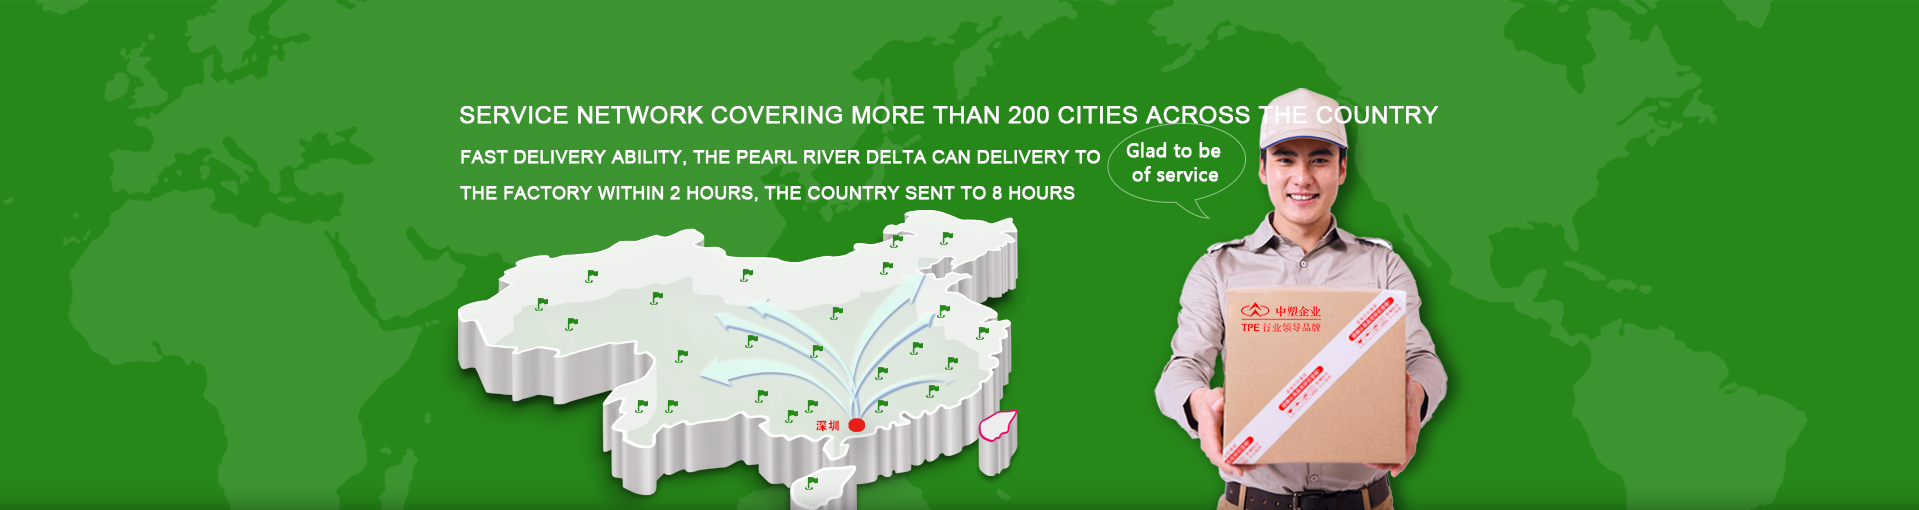 SERVICE NETWORK COVERING MORE THAN 200 CITIES ACROSS THE COUNTRY
FAST DELIVERY ABILITY, THE PEARL RIVER DELTA CAN DELIVERY TO
THE FACTORY WITHIN 2 HOURS, THE COUNTRY SENT TO 8 HOURS
Glad to be
of service
中塑企业
TPE 行业领导品牌
深圳